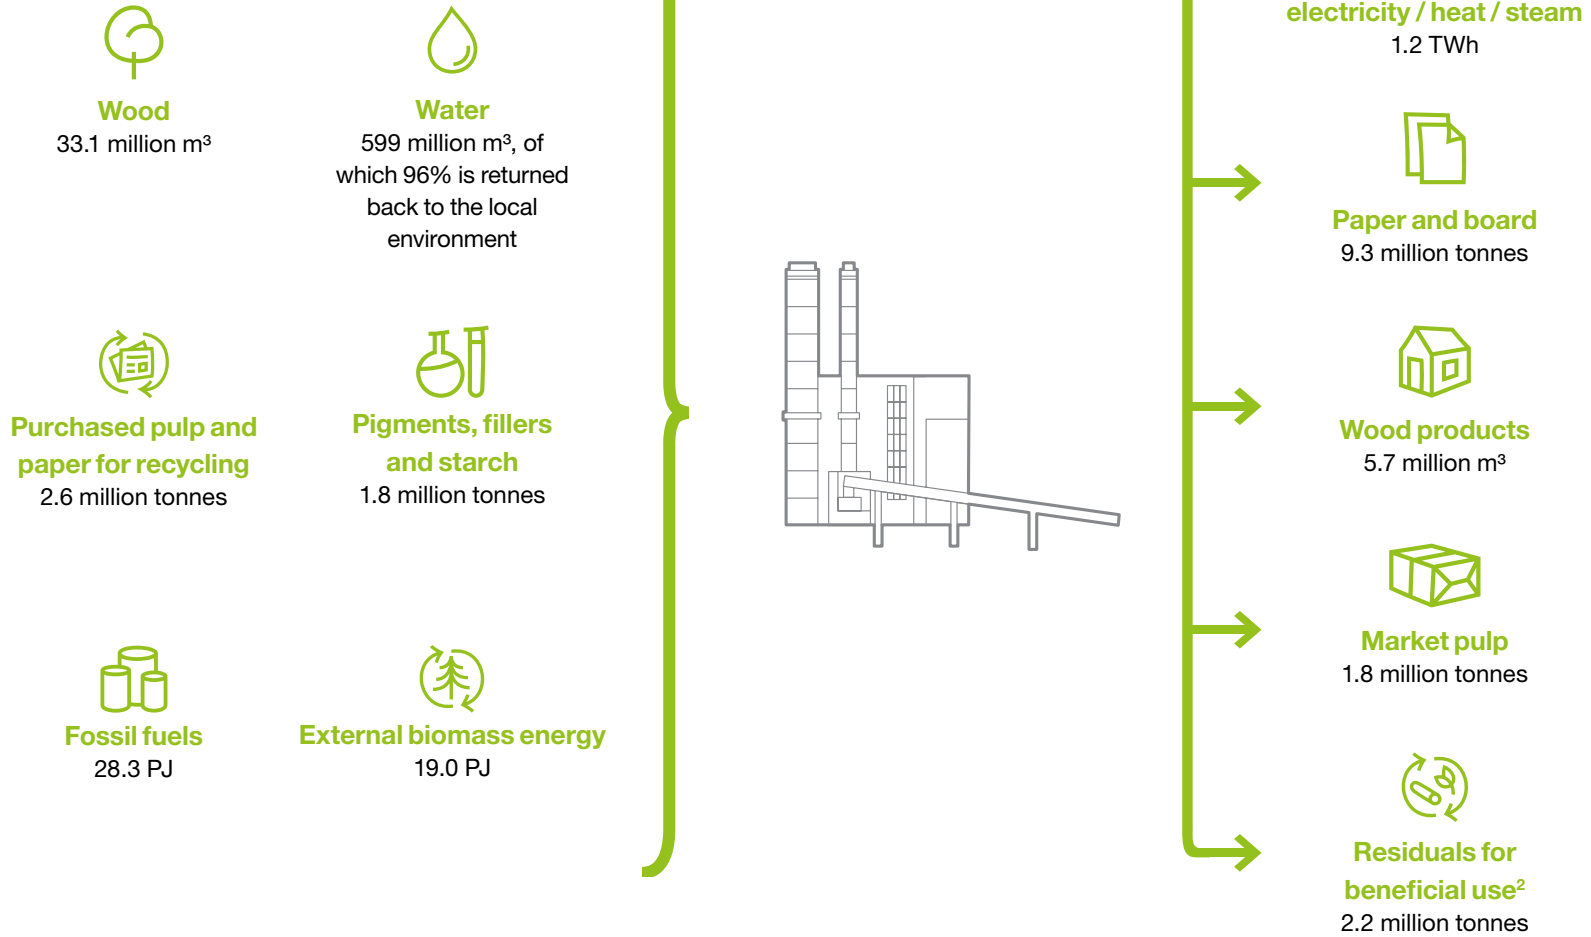 Wood
33.1 million m³
Water
599 million m³, of
which 96% is returned
back to the local
environment
Purchased pulp and
paper for recycling
2.6 million tonnes
Pigments, fillers
and starch
1.8 million tonnes
Fossil fuels
28.3 PJ
External biomass energy
19.0 PJ
electricity / heat / steam
1.2 TWh
Paper and board
9.3 million tonnes
Wood products
5.7 million m³
Market pulp
1.8 million tonnes
Residuals for
beneficial use²
2.2 million tonnes